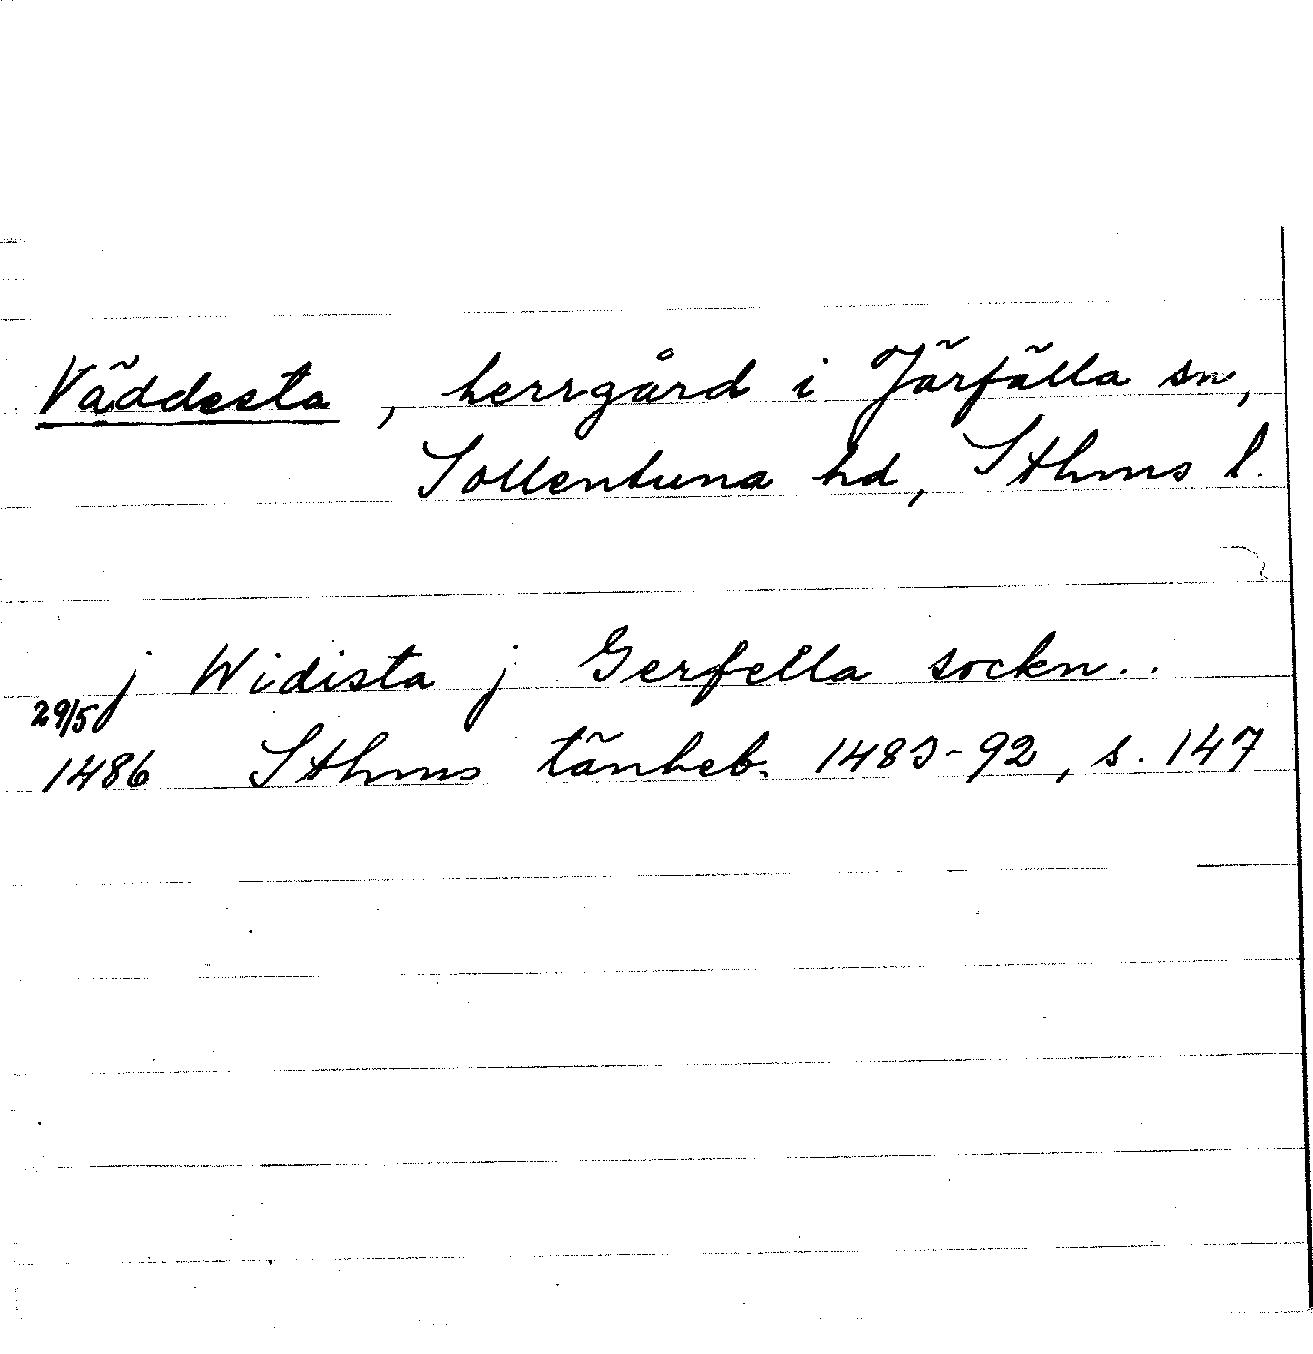 Väddesta, herrgård i Järfälla sn,
Sollentuna hd, Sthms l.
j Widista j Gerfella sockn..
29/5
1486 Sthms tänkeb. 1483-92, s. 147